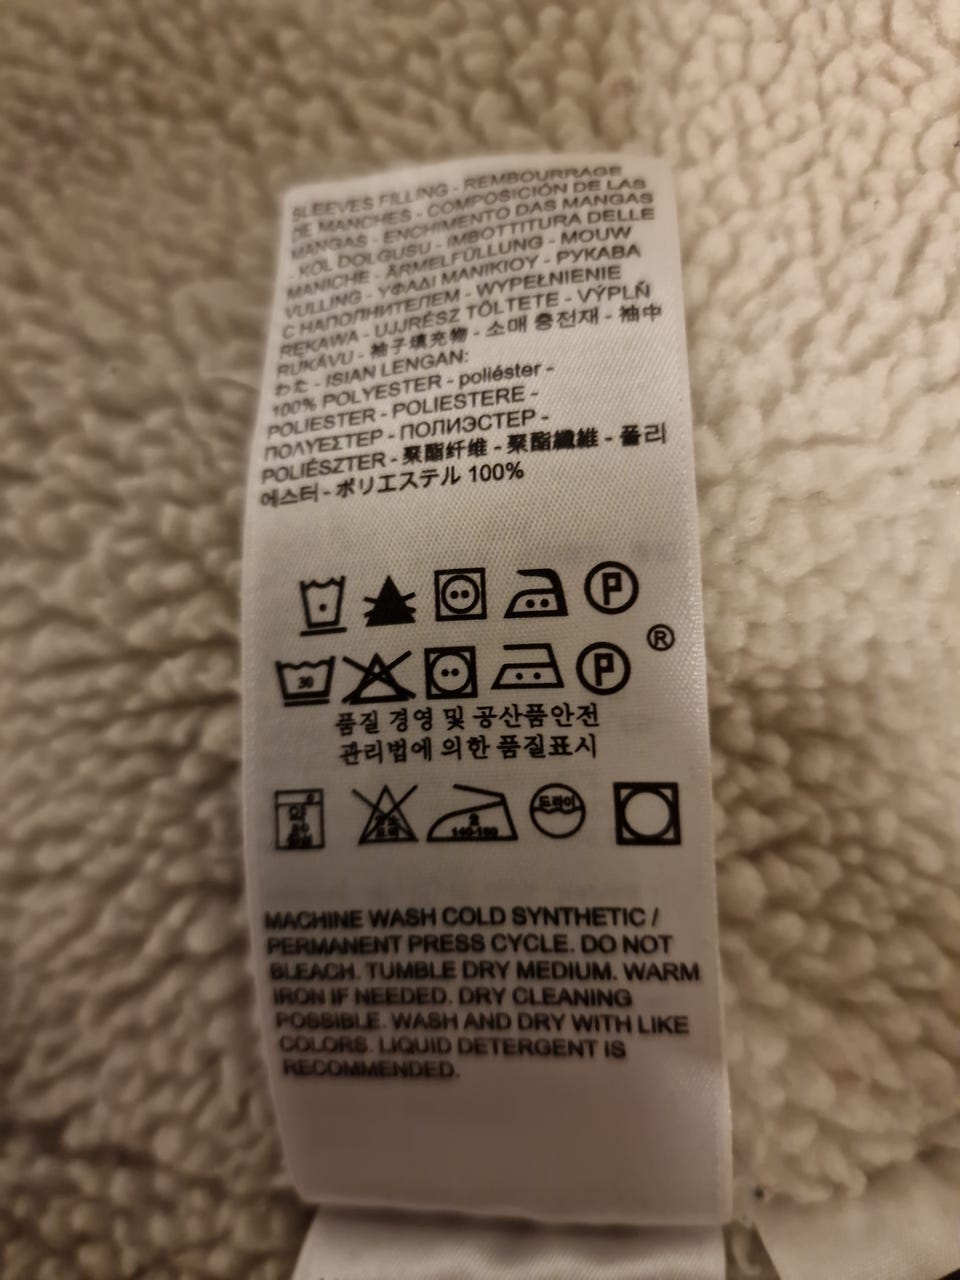 SLEEVES FILLING - REMBOURRAGE
DE MANCHES - COMPOSICIÓN DE LAS
MANGAS - ENCHIMENTO DAS MANGAS
- KOL DOLGUSU - IMBOTTITURA DELLE
MANICHE - ÄRMELFÜLLUNG - MOUW
VULLING - ΥΦΑΔΙ ΜΑΝΙΚΙΟΥ - РУКАВА
С НАПОЛНИТЕЛЕМ - WYPEŁNIENIE
RĘKAWA - UJJRÉSZ TÖLTETE - VÝPLŇ
RUKÁVU - 袖子填充物 - 소매 충전재 - 袖中
わた - ISIAN LENGAN:
100% POLYESTER - poliéster -
POLIESTER - POLIESTERE -
ΠΟΛΥΕΣΤΕΡ - ПОЛИЭСТЕР -
POLIÉSZTER - 聚酯纤维 - 聚酯纖維 - 폴리
에스터 - ポリエステル 100%
P
®
30 P
품질 경영 및 공산품안전
관리법에 의한 품질표시
드라이
MACHINE WASH COLD SYNTHETIC /
PERMANENT PRESS CYCLE. DO NOT
BLEACH. TUMBLE DRY MEDIUM. WARM
IRON IF NEEDED. DRY CLEANING
POSSIBLE. WASH AND DRY WITH LIKE
COLORS. LIQUID DETERGENT IS
RECOMMENDED.